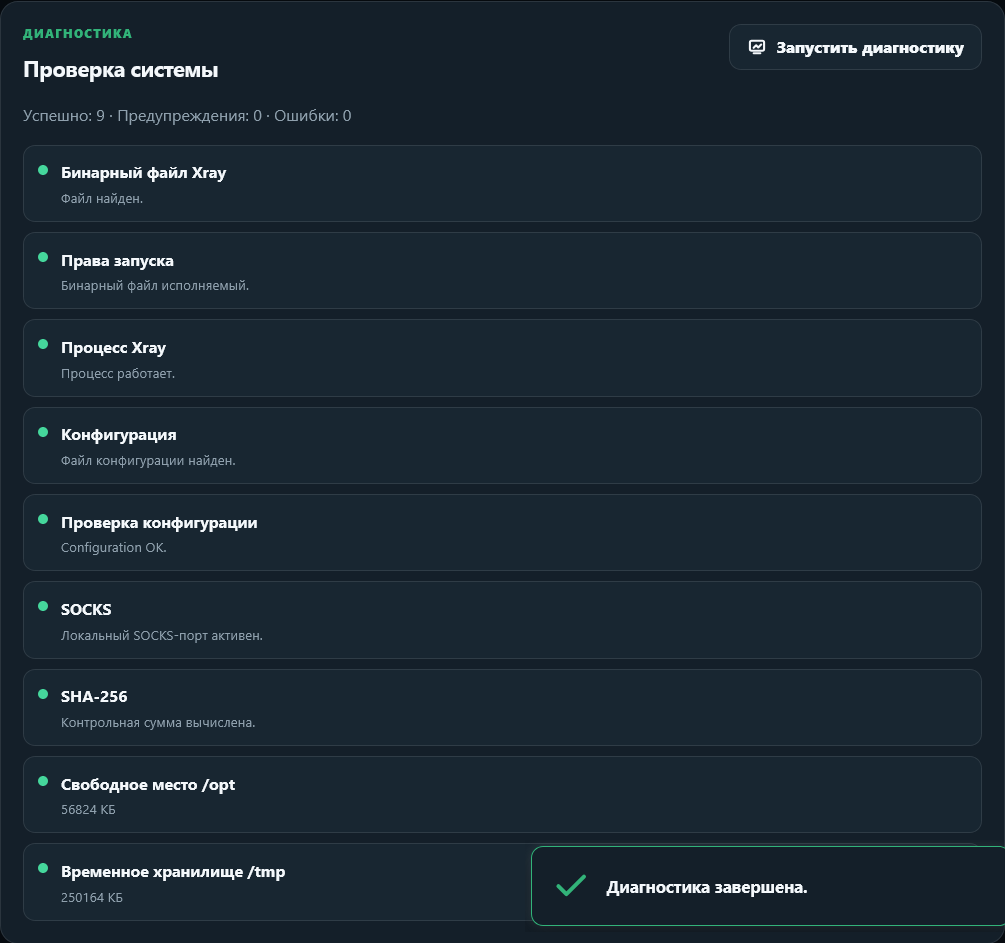 ДИАГНОСТИКА
Проверка системы
Запустить диагностику
Успешно: 9 · Предупреждения: 0 · Ошибки: 0
Бинарный файл Xray
Файл найден.
Права запуска
Бинарный файл исполняемый.
Процесс Xray
Процесс работает.
Конфигурация
Файл конфигурации найден.
Проверка конфигурации
Configuration OK.
SOCKS
Локальный SOCKS-порт активен.
SHA-256
Контрольная сумма вычислена.
Свободное место /opt
56824 КБ
Временное хранилище /tmp
250164 КБ
Диагностика завершена.